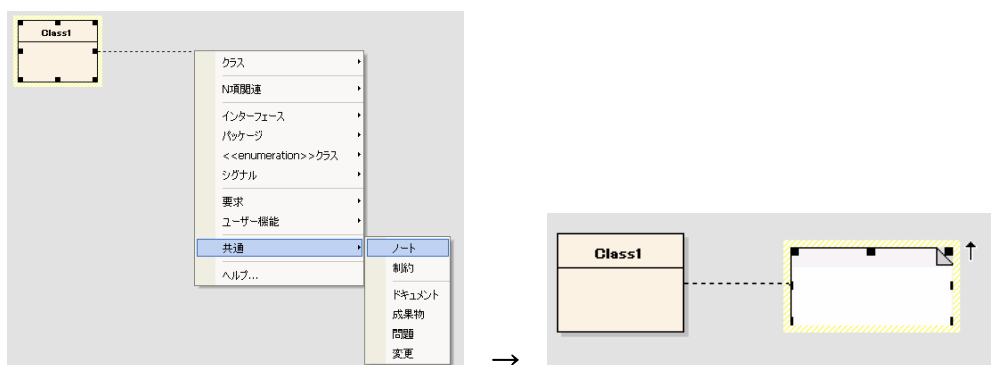 Class1
クラス
N項関連
インターフェース
パッケージ
<<enumeration>>クラス
シグナル
要求
ユーザー機能
共通
ヘルプ...
ノート
制約
ドキュメント
成果物
問題
変更
→
Class1